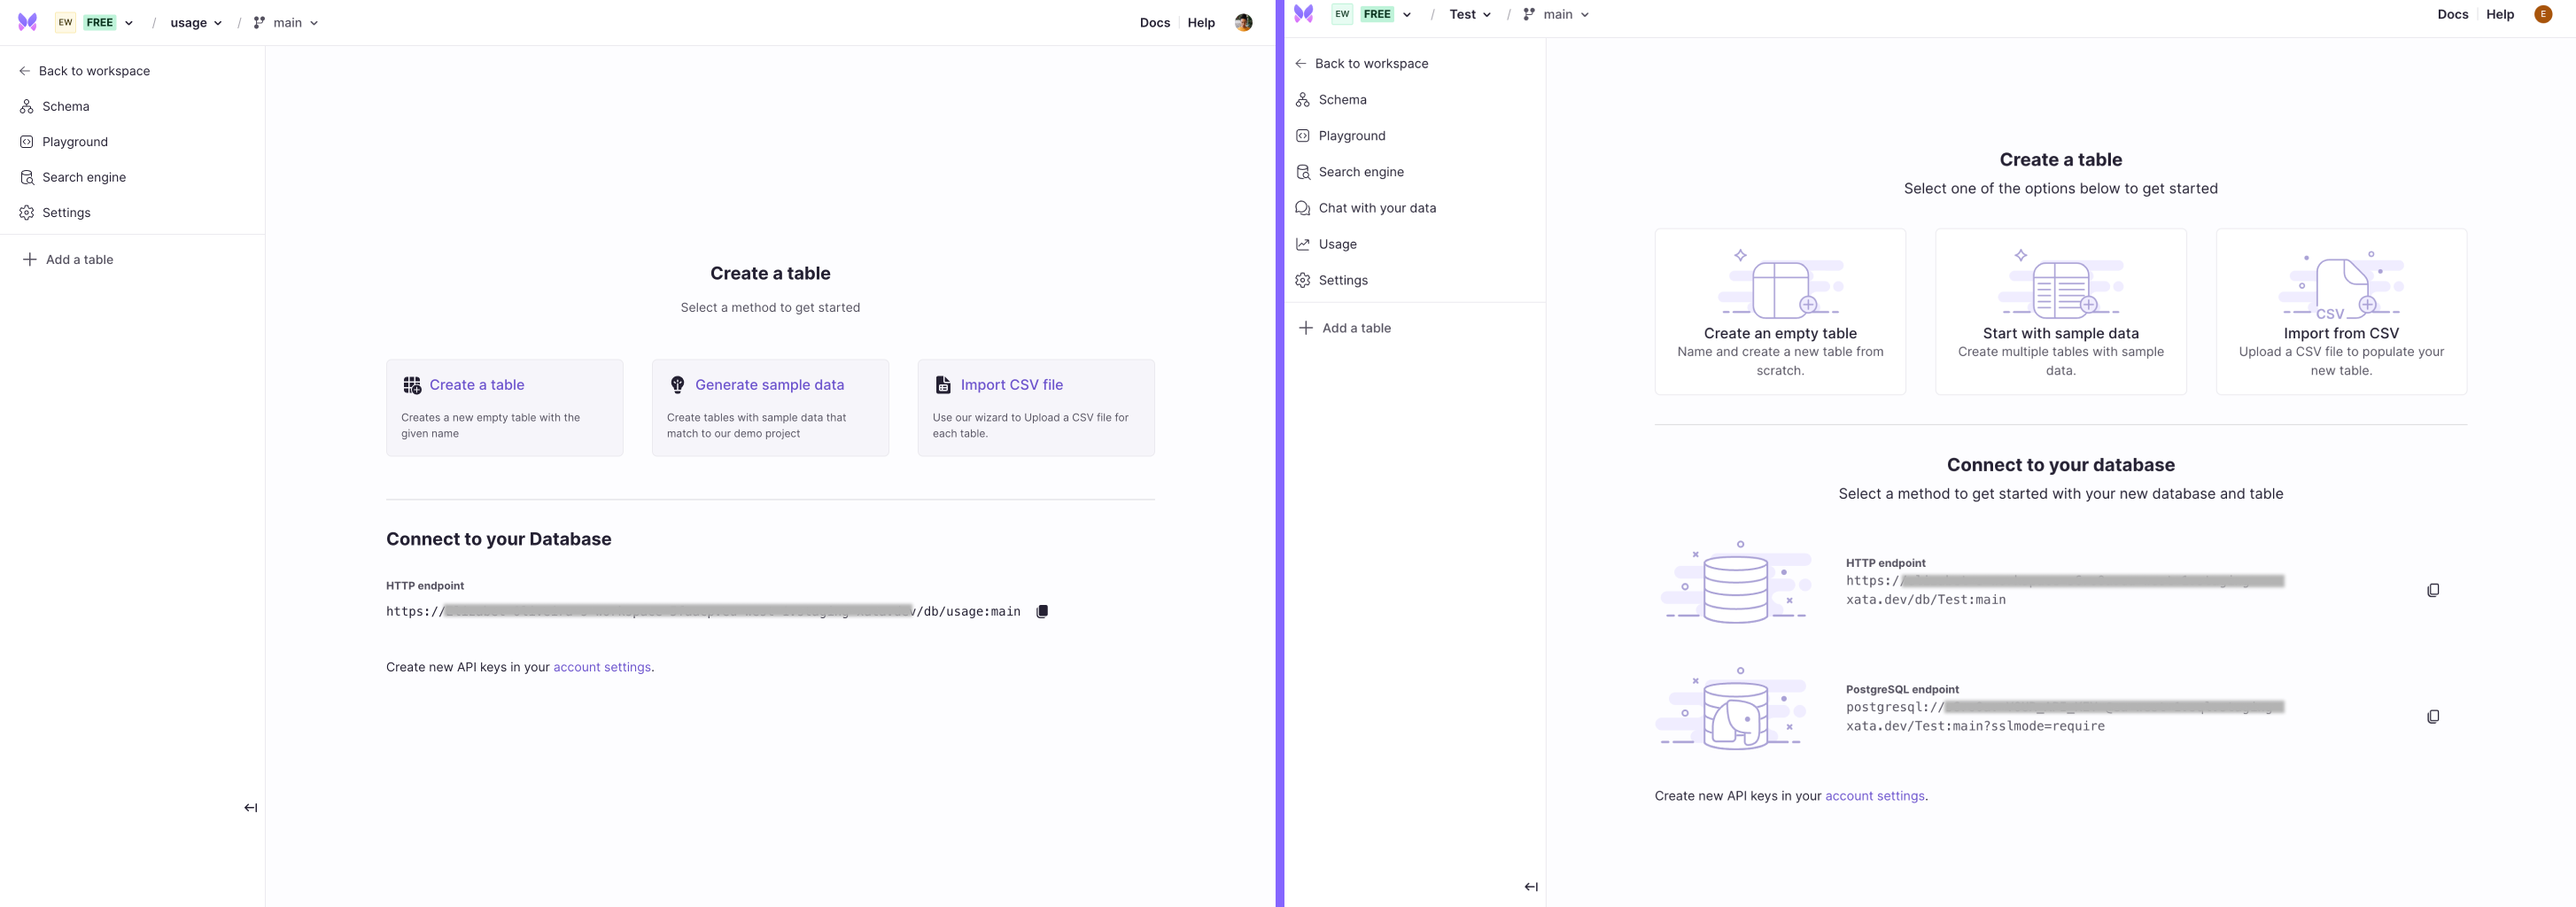 EW FREE / usage / main Docs Help
Back to workspace
Schema
Playground
Search engine
Settings
Add a table
Create a table
Select a method to get started
Create a table
Creates a new empty table with the
given name
Generate sample data
Create tables with sample data that
match to our demo project
Import CSV file
Use our wizard to Upload a CSV file for
each table.
Connect to your Database
HTTP endpoint
https:// /db/usage:main
Create new API keys in your account settings.
EW FREE / Test / main Docs Help E
Back to workspace
Schema
Playground
Search engine
Chat with your data
Usage
Settings
Add a table
Create a table
Select one of the options below to get started
Create an empty table
Name and create a new table from
scratch.
Start with sample data
Create multiple tables with sample
data.
CSV
Import from CSV
Upload a CSV file to populate your
new table.
Connect to your database
Select a method to get started with your new database and table
HTTP endpoint
https://
xata.dev/db/Test:main
PostgreSQL endpoint
postgresql://
xata.dev/Test:main?sslmode=require
Create new API keys in your account settings.